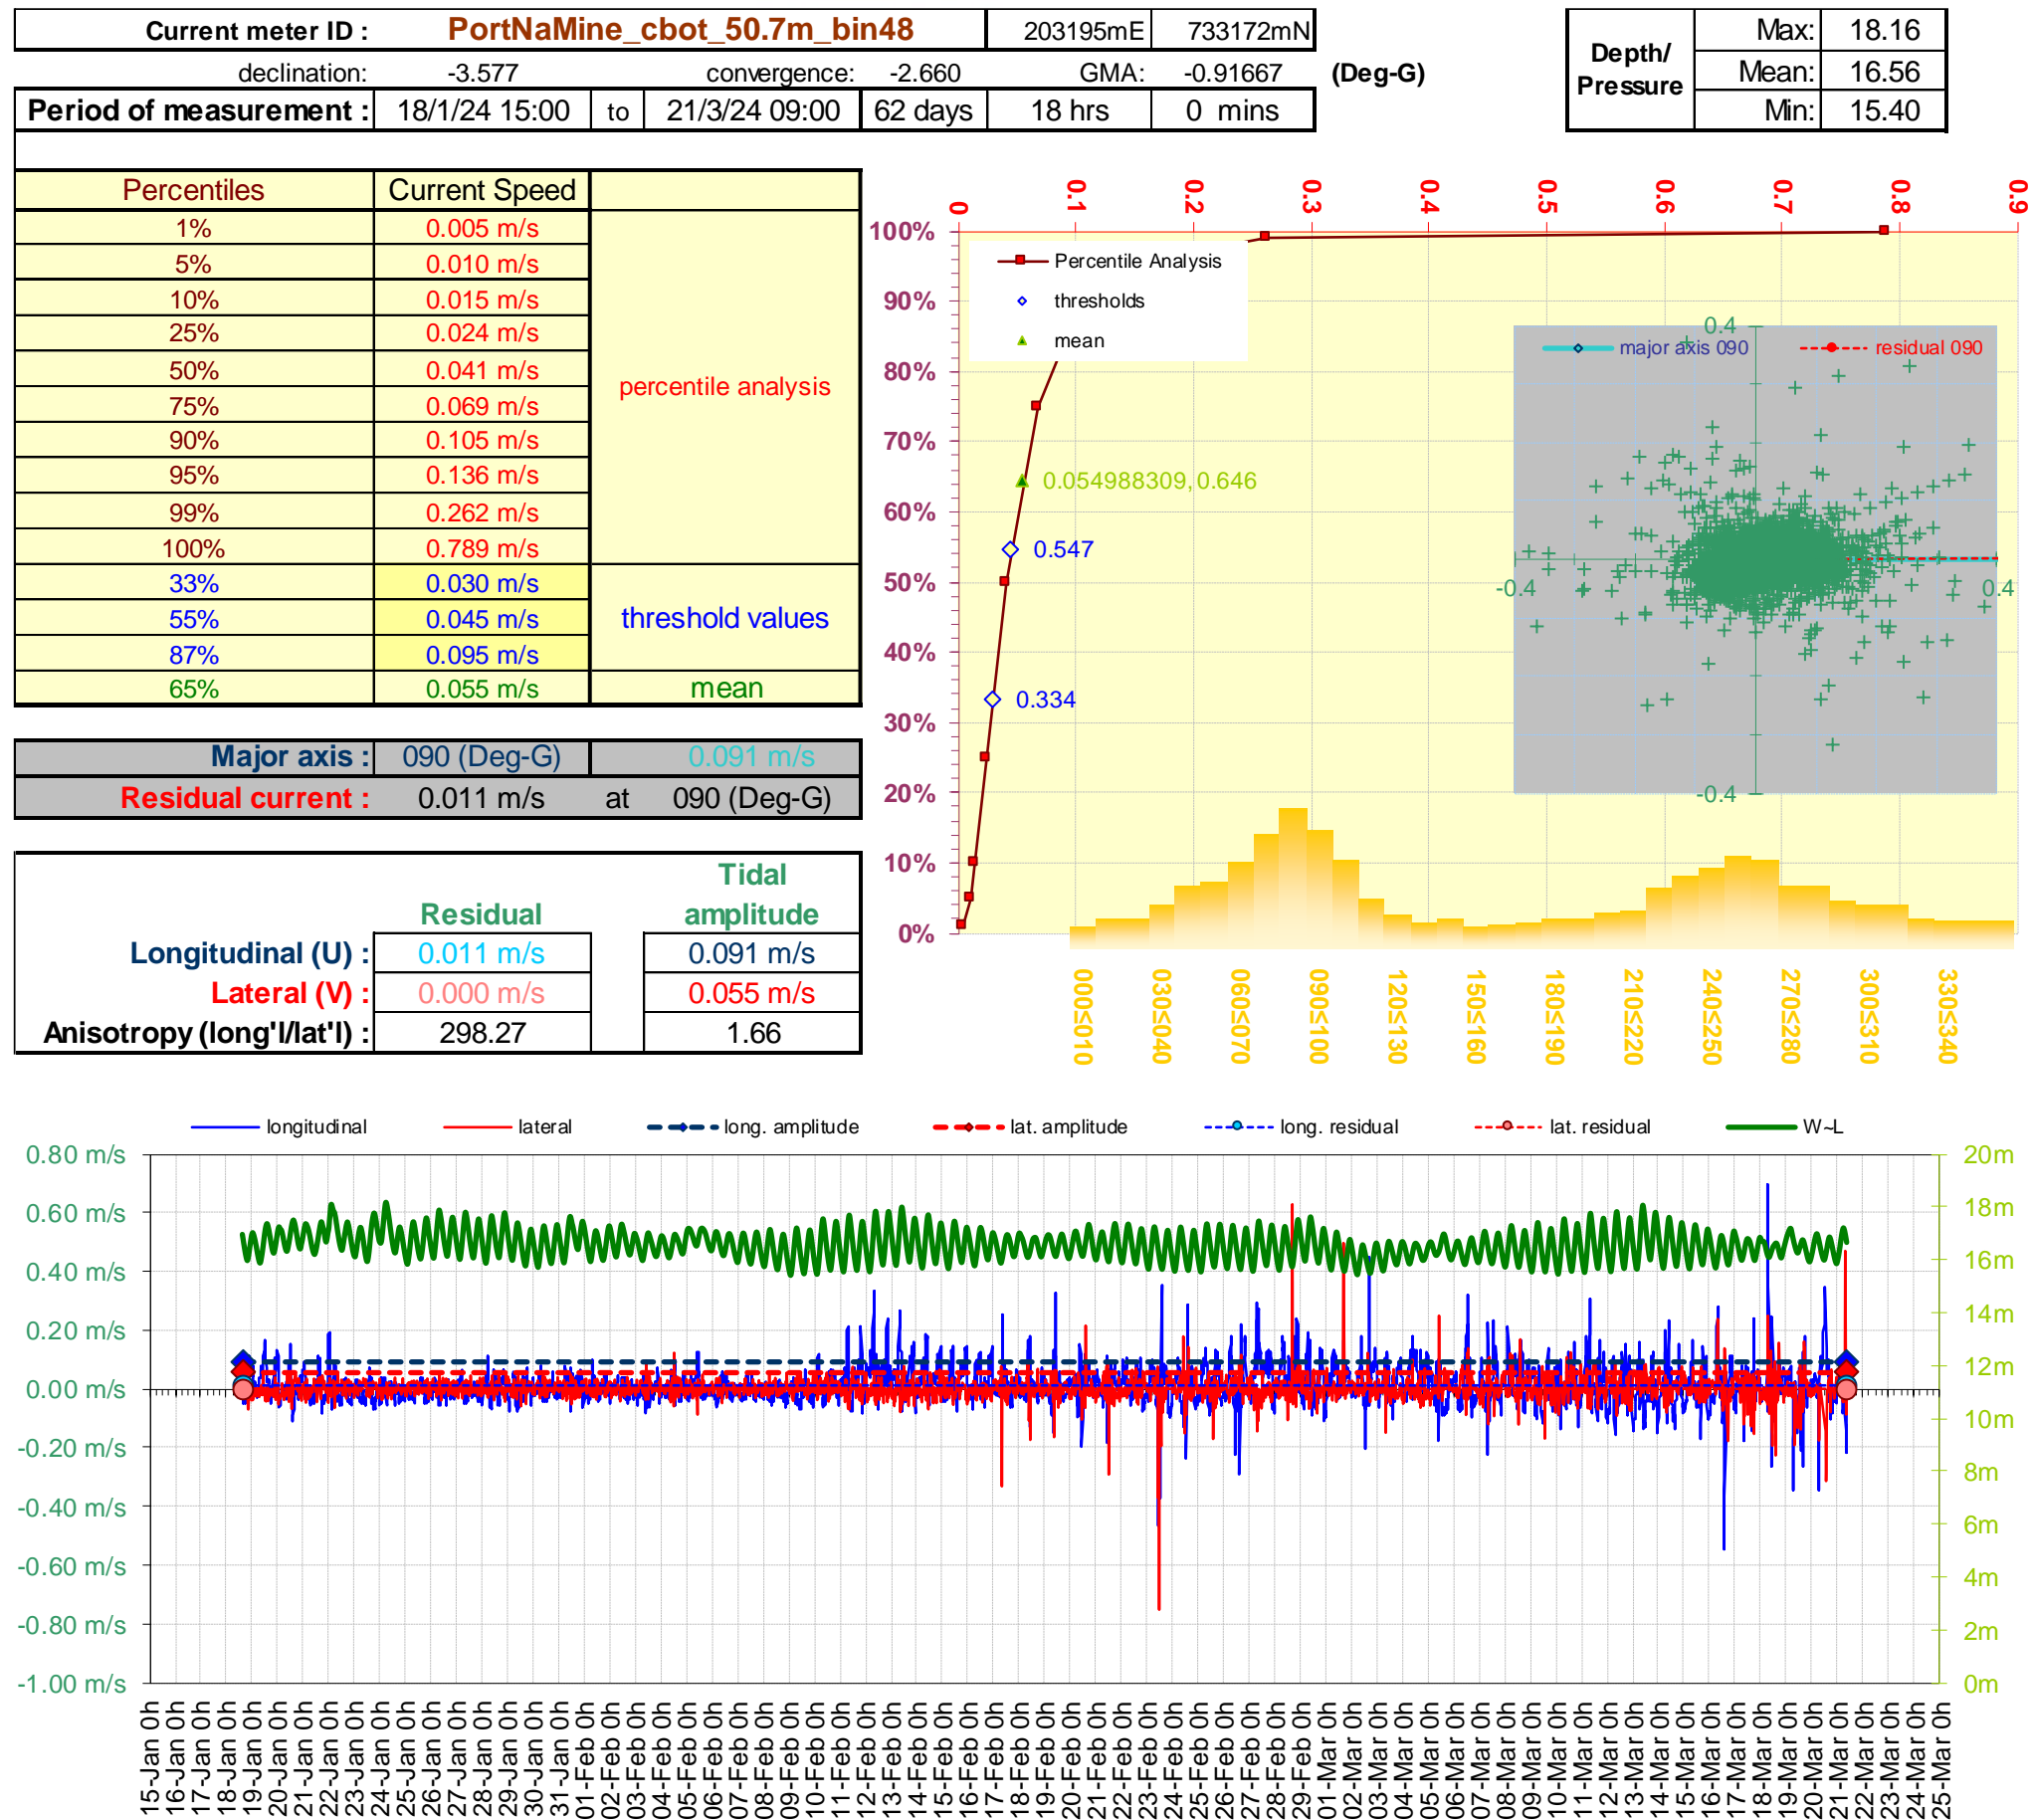 Current meter ID : PortNaMine_cbot_50.7m_bin48 203195mE 733172mN
declination: -3.577 convergence: -2.660 GMA: -0.91667 (Deg-G)
Period of measurement : 18/1/24 15:00 to 21/3/24 09:00 62 days 18 hrs 0 mins
Depth/ Pressure
Max: 18.16
Mean: 16.56
Min: 15.40
Percentiles Current Speed
1% 0.005 m/s
5% 0.010 m/s
10% 0.015 m/s
25% 0.024 m/s
50% 0.041 m/s
75% 0.069 m/s
90% 0.105 m/s
95% 0.136 m/s
99% 0.262 m/s
100% 0.789 m/s
percentile analysis
33% 0.030 m/s
55% 0.045 m/s
87% 0.095 m/s
threshold values
65% 0.055 m/s mean
Major axis : 090 (Deg-G) 0.091 m/s
Residual current : 0.011 m/s at 090 (Deg-G)
Residual Tidal amplitude
Longitudinal (U) : 0.011 m/s 0.091 m/s
Lateral (V) : 0.000 m/s 0.055 m/s
Anisotropy (long'l/lat'l) : 298.27 1.66
0 0.1 0.2 0.3 0.4 0.5 0.6 0.7 0.8 0.9
100%
90%
80%
70%
60%
50%
40%
30%
20%
10%
0%
Percentile Analysis
thresholds
mean
0.054988309, 0.646
0.547
0.334
0.4
major axis 090 residual 090
-0.4 0.4
-0.4
000≤010 030≤040 060≤070 090≤100 120≤130 150≤160 180≤190 210≤220 240≤250 270≤280 300≤310 330≤340
longitudinal lateral long. amplitude lat. amplitude long. residual lat. residual W~L
0.80 m/s
0.60 m/s
0.40 m/s
0.20 m/s
0.00 m/s
-0.20 m/s
-0.40 m/s
-0.60 m/s
-0.80 m/s
-1.00 m/s
20m
18m
16m
14m
12m
10m
8m
6m
4m
2m
0m
15-Jan 0h
16-Jan 0h
17-Jan 0h
18-Jan 0h
19-Jan 0h
20-Jan 0h
21-Jan 0h
22-Jan 0h
23-Jan 0h
24-Jan 0h
25-Jan 0h
26-Jan 0h
27-Jan 0h
28-Jan 0h
29-Jan 0h
30-Jan 0h
31-Jan 0h
01-Feb 0h
02-Feb 0h
03-Feb 0h
04-Feb 0h
05-Feb 0h
06-Feb 0h
07-Feb 0h
08-Feb 0h
09-Feb 0h
10-Feb 0h
11-Feb 0h
12-Feb 0h
13-Feb 0h
14-Feb 0h
15-Feb 0h
16-Feb 0h
17-Feb 0h
18-Feb 0h
19-Feb 0h
20-Feb 0h
21-Feb 0h
22-Feb 0h
23-Feb 0h
24-Feb 0h
25-Feb 0h
26-Feb 0h
27-Feb 0h
28-Feb 0h
29-Feb 0h
01-Mar 0h
02-Mar 0h
03-Mar 0h
04-Mar 0h
05-Mar 0h
06-Mar 0h
07-Mar 0h
08-Mar 0h
09-Mar 0h
10-Mar 0h
11-Mar 0h
12-Mar 0h
13-Mar 0h
14-Mar 0h
15-Mar 0h
16-Mar 0h
17-Mar 0h
18-Mar 0h
19-Mar 0h
20-Mar 0h
21-Mar 0h
22-Mar 0h
23-Mar 0h
24-Mar 0h
25-Mar 0h